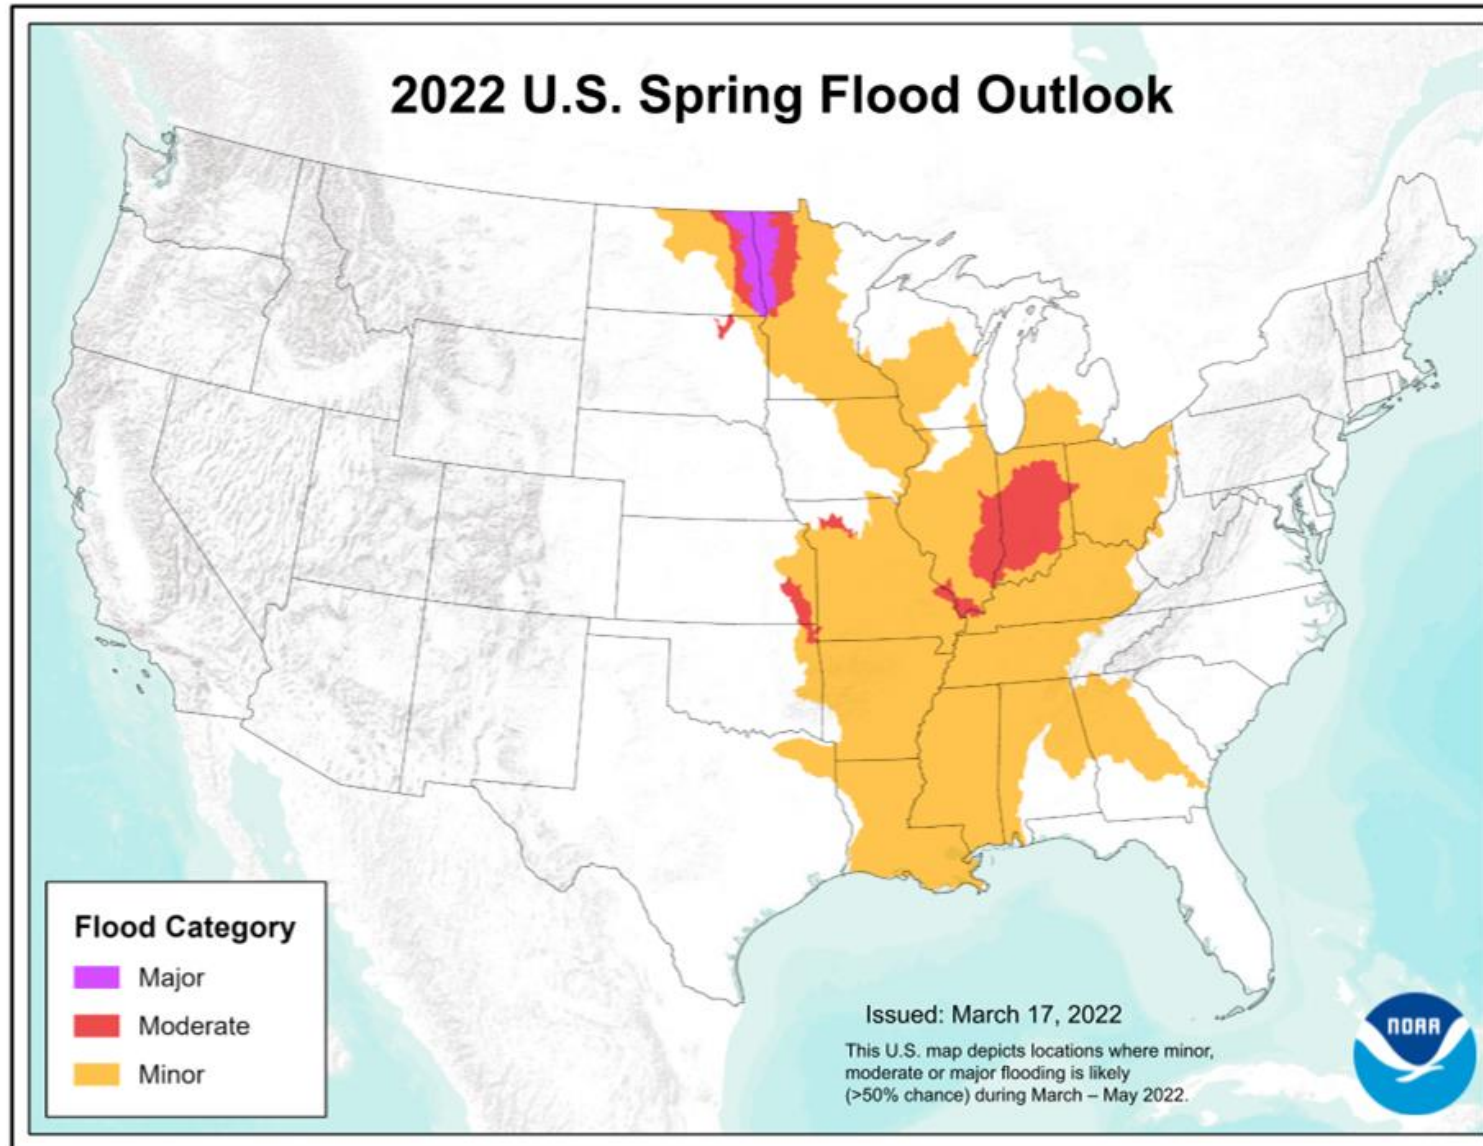 2022 U.S. Spring Flood Outlook
Flood Category
Major
Moderate
Minor
Issued: March 17, 2022
This U.S. map depicts locations where minor,
moderate or major flooding is likely
(>50% chance) during March – May 2022.
NOAA